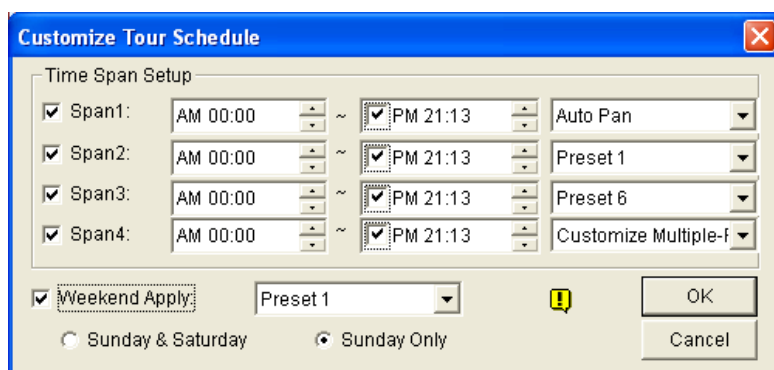 Customize Tour Schedule
Time Span Setup
Span1: AM 00:00 ~ PM 21:13 Auto Pan
Span2: AM 00:00 ~ PM 21:13 Preset 1
Span3: AM 00:00 ~ PM 21:13 Preset 6
Span4: AM 00:00 ~ PM 21:13 Customize Multiple-F
Weekend Apply: Preset 1 ! OK
Sunday & Saturday Sunday Only Cancel